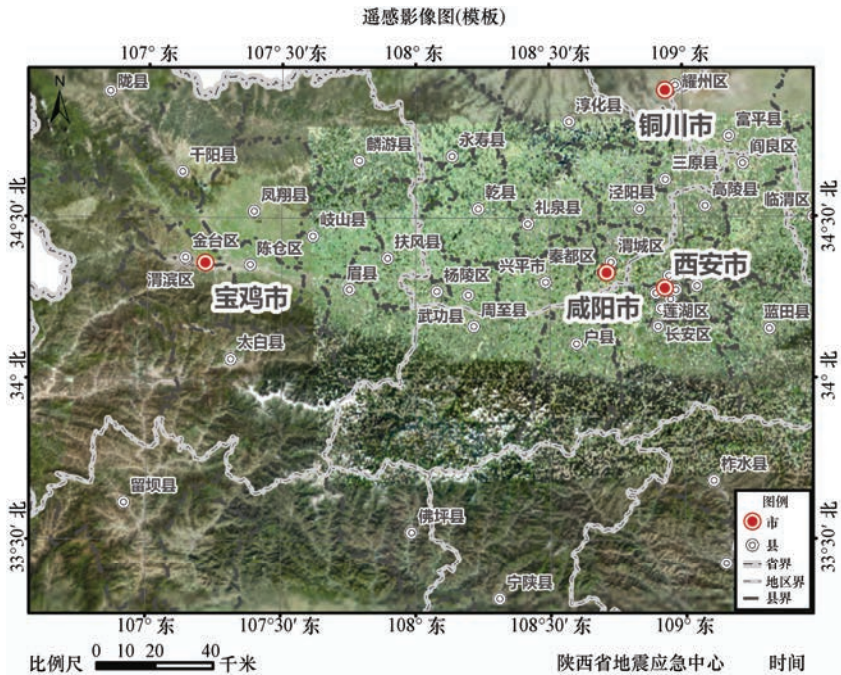 遥感影像图(模板)
107° 东
107° 30′ 东
108° 东
108° 30′ 东
109° 东
N
陇县
耀州区
淳化县
铜川市
富平县
麟游县
永寿县
阎良区
千阳县
三原县
34° 30′ 北
凤翔县
乾县
礼泉县
泾阳县
高陵县
临渭区
34° 30′ 北
岐山县
金台区
陈仓区
扶风县
渭城区
秦都区
兴平市
西安市
渭滨区
宝鸡市
眉县
杨陵区
咸阳市
武功县
周至县
莲湖区
蓝田县
太白县
户县
长安区
34° 北
34° 北
柞水县
留坝县
佛坪县
宁陕县
33° 30′ 北
33° 30′ 北
图例
市
县
省界
地区界
县界
107° 东
107° 30′ 东
108° 东
108° 30′ 东
109° 东
比例尺 0 10 20 40 千米
陕西省地震应急中心 时间